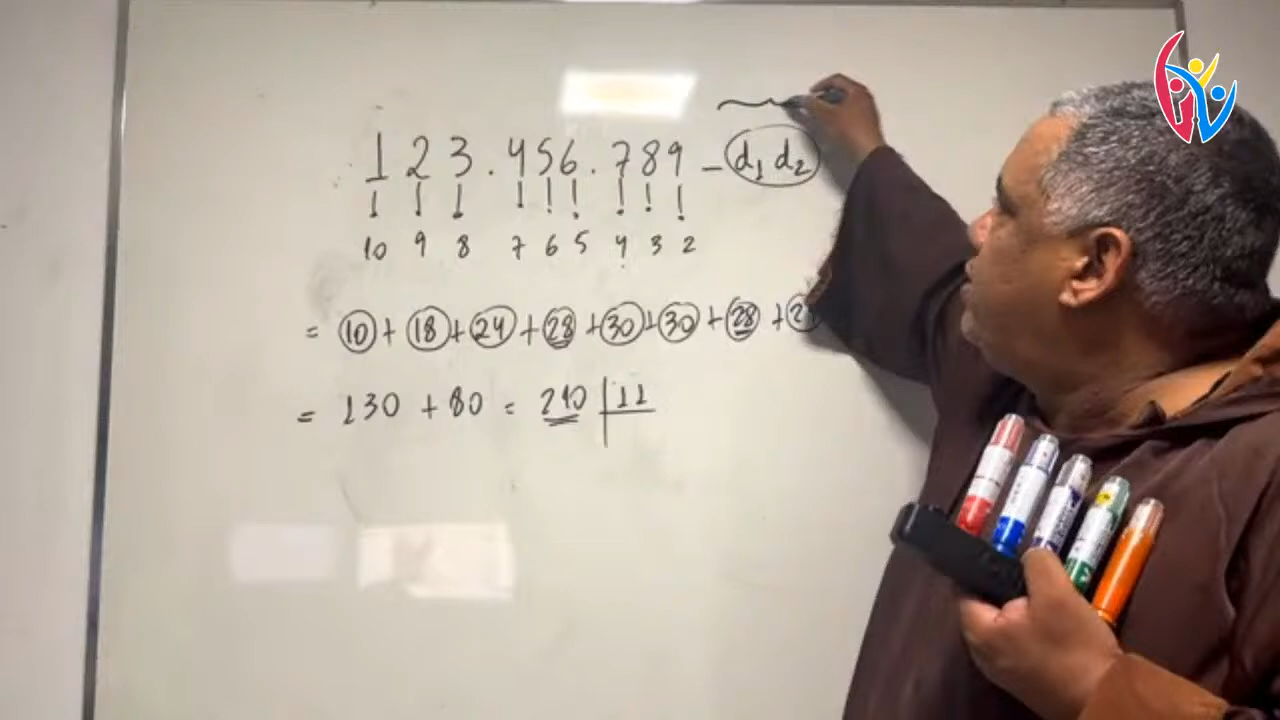 123.456.789-d₁ d₂
10 9 8 7 6 5 4 3 2
= 10 + 18 + 24 + 28 + 30 + 30 + 28 +
= 130 + 80 = 210 | 11